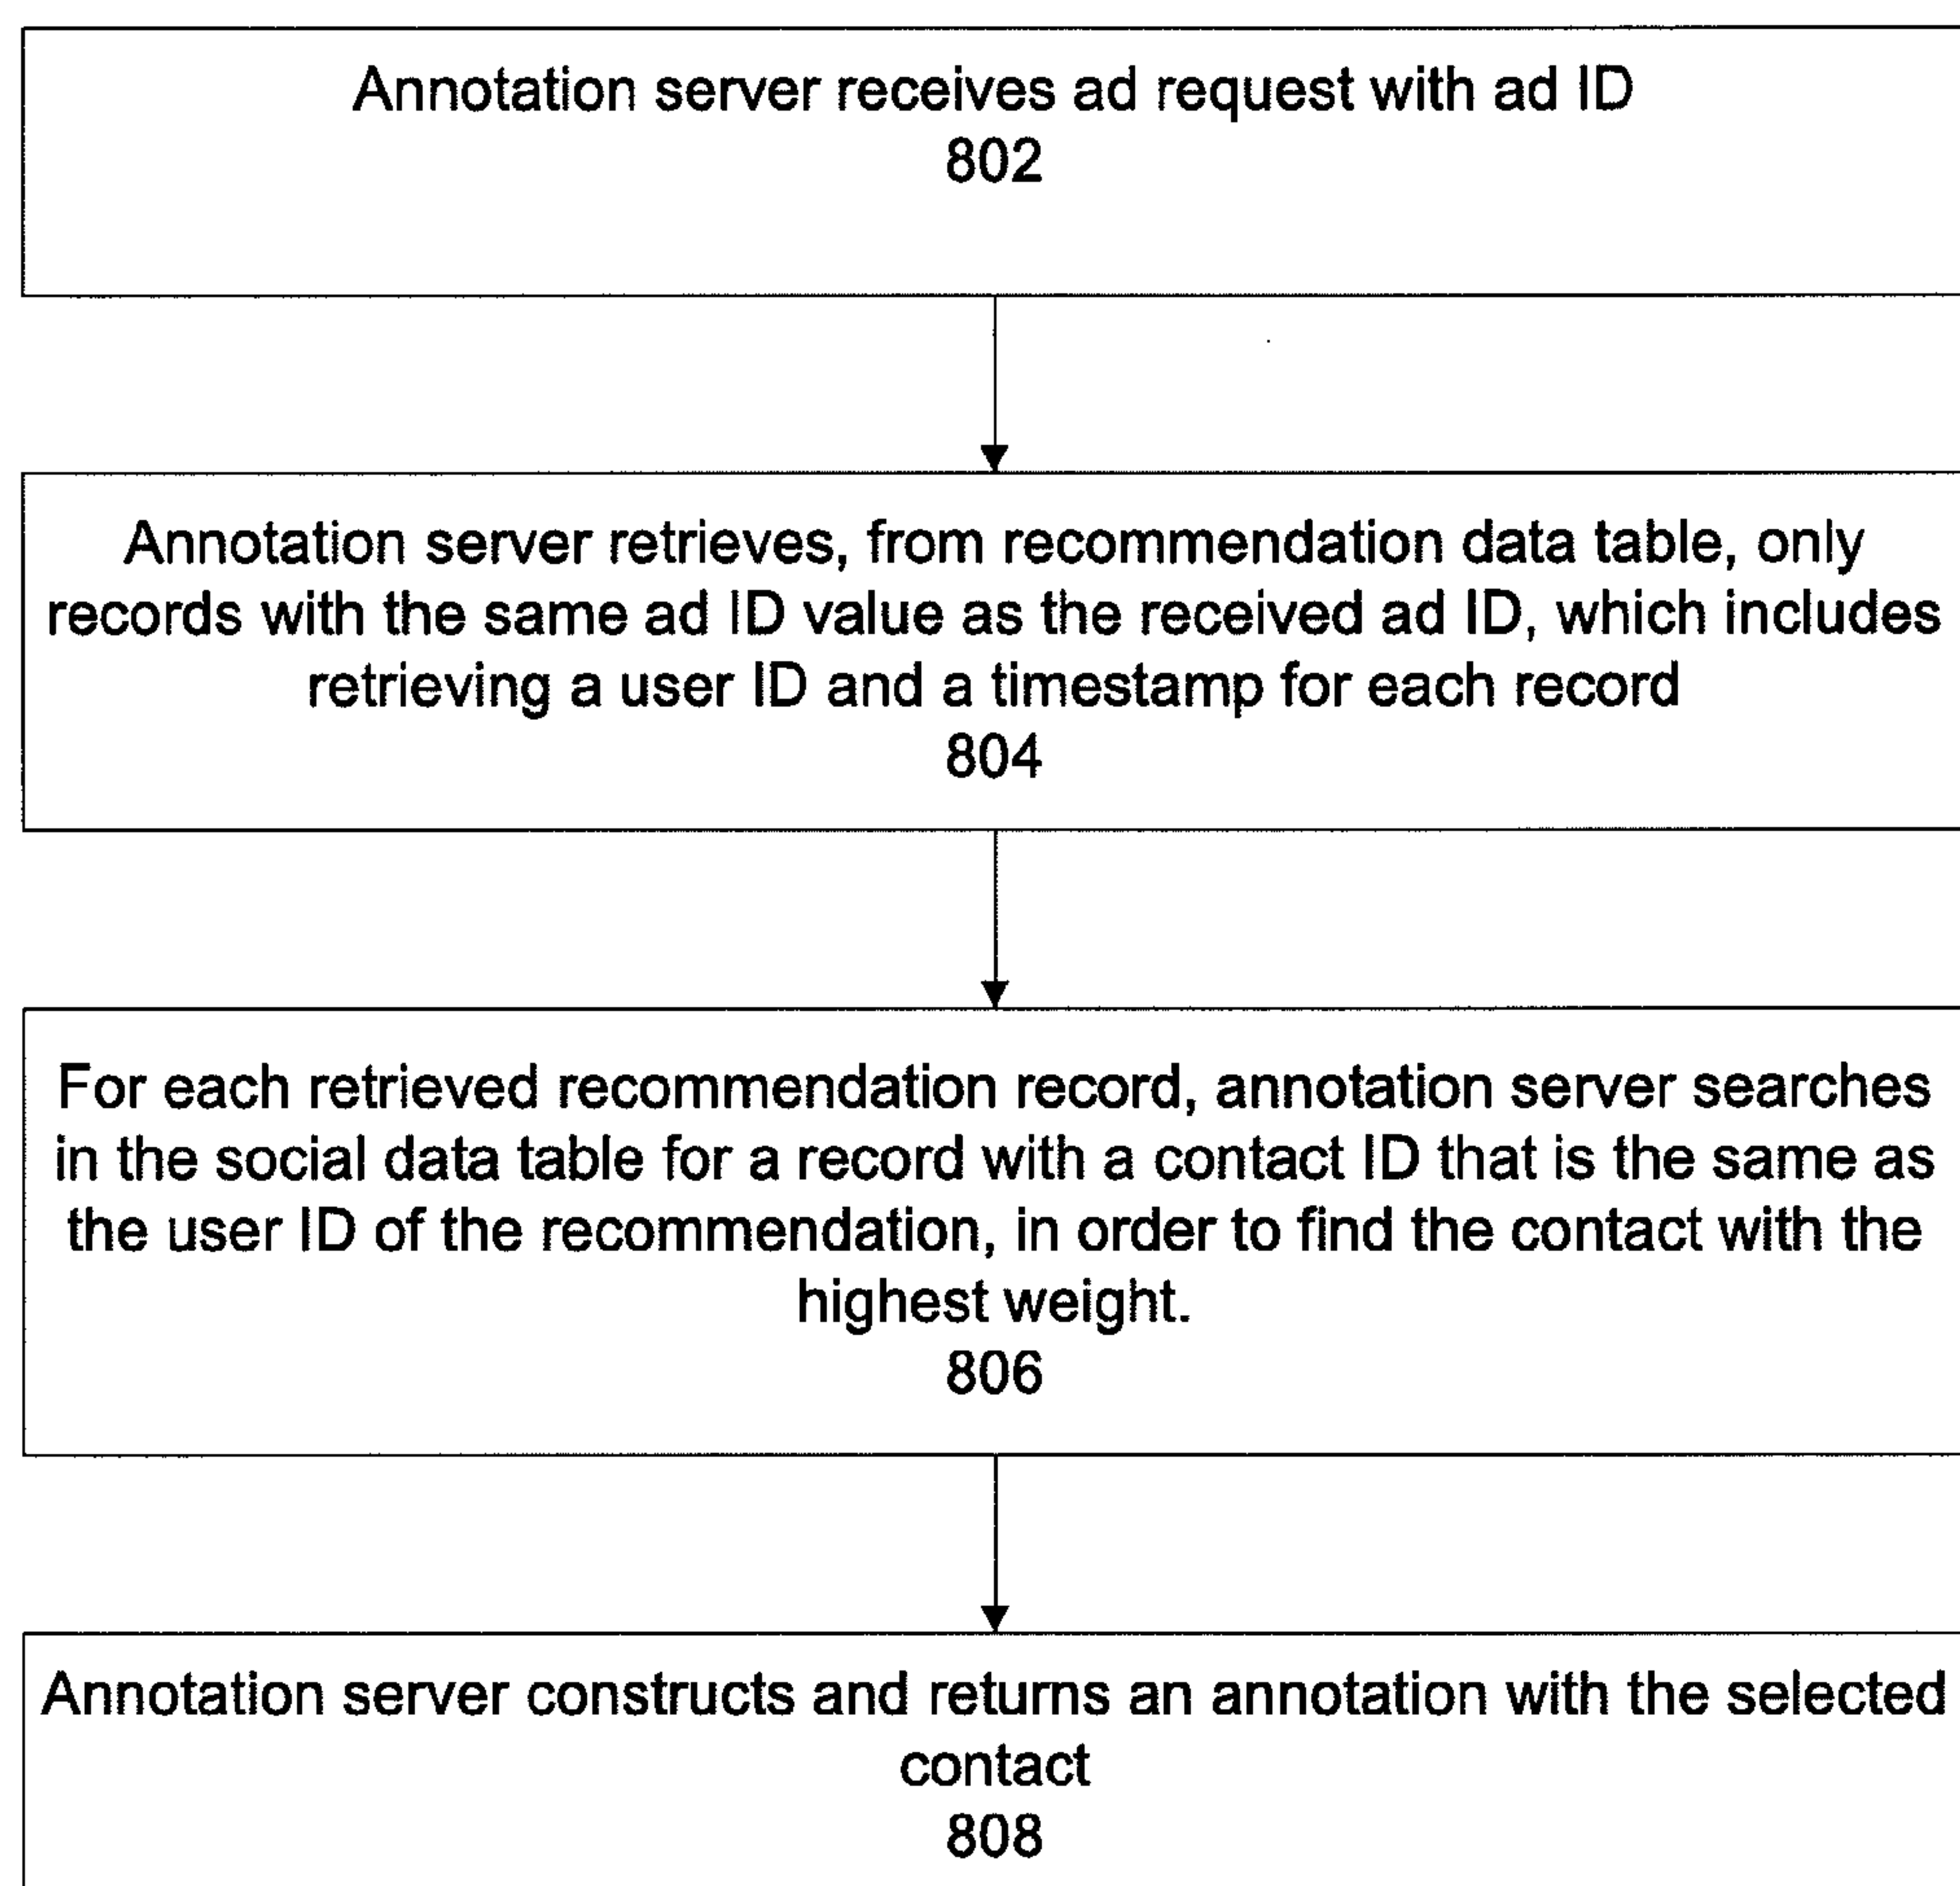 Annotation server receives ad request with ad ID
802
Annotation server retrieves, from recommendation data table, only
records with the same ad ID value as the received ad ID, which includes
retrieving a user ID and a timestamp for each record
804
For each retrieved recommendation record, annotation server searches
in the social data table for a record with a contact ID that is the same as
the user ID of the recommendation, in order to find the contact with the
highest weight.
806
Annotation server constructs and returns an annotation with the selected
contact
808